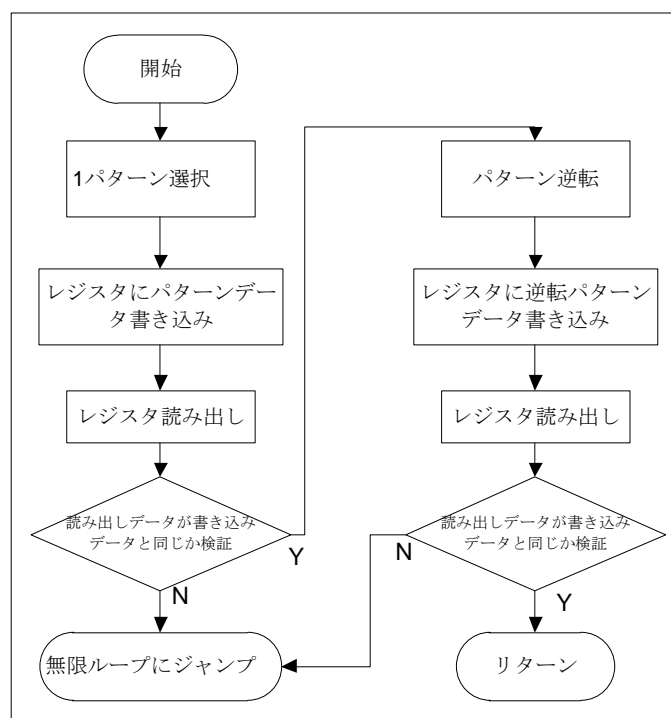 開始
1パターン選択
レジスタにパターンデー
タ書き込み
レジスタ読み出し
読み出しデータが書き込み
データと同じか検証
Y
N
無限ループにジャンプ
パターン逆転
レジスタに逆転パターン
データ書き込み
レジスタ読み出し
読み出しデータが書き込み
データと同じか検証
N
Y
リターン